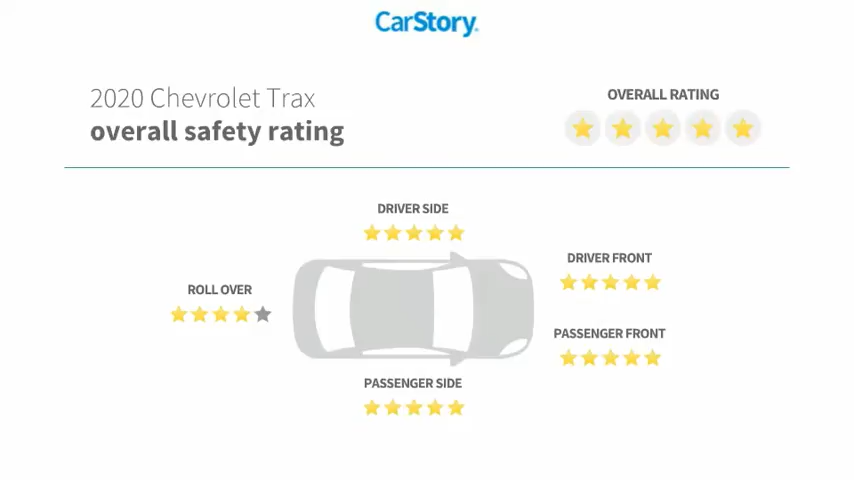 CarStory.
2020 Chevrolet Trax
overall safety rating
OVERALL RATING
DRIVER SIDE
DRIVER FRONT
ROLL OVER
PASSENGER FRONT
PASSENGER SIDE